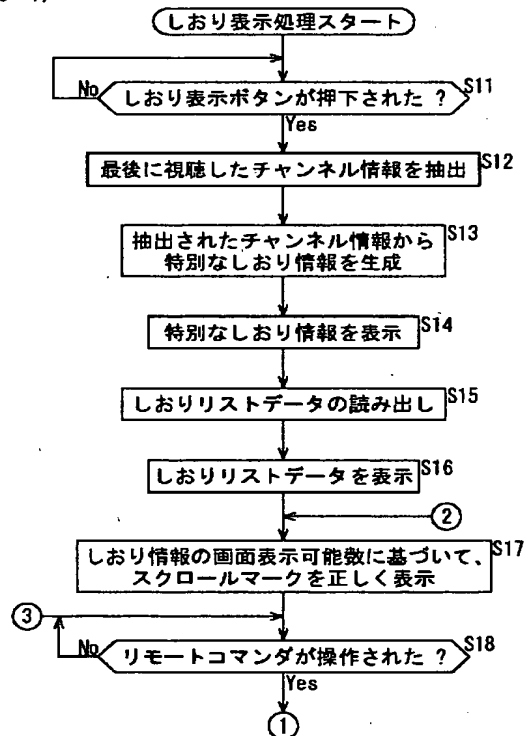 しおり表示処理スタート
No
しおり表示ボタンが押下された ?
S11
Yes
最後に視聴したチャンネル情報を抽出
S12
抽出されたチャンネル情報から
特別なしおり情報を生成
S13
特別なしおり情報を表示
S14
しおりリストデータの読み出し
S15
しおりリストデータを表示
S16
②
しおり情報の画面表示可能数に基づいて、
スクロールマークを正しく表示
S17
③
No
リモートコマンダが操作された ?
S18
Yes
①